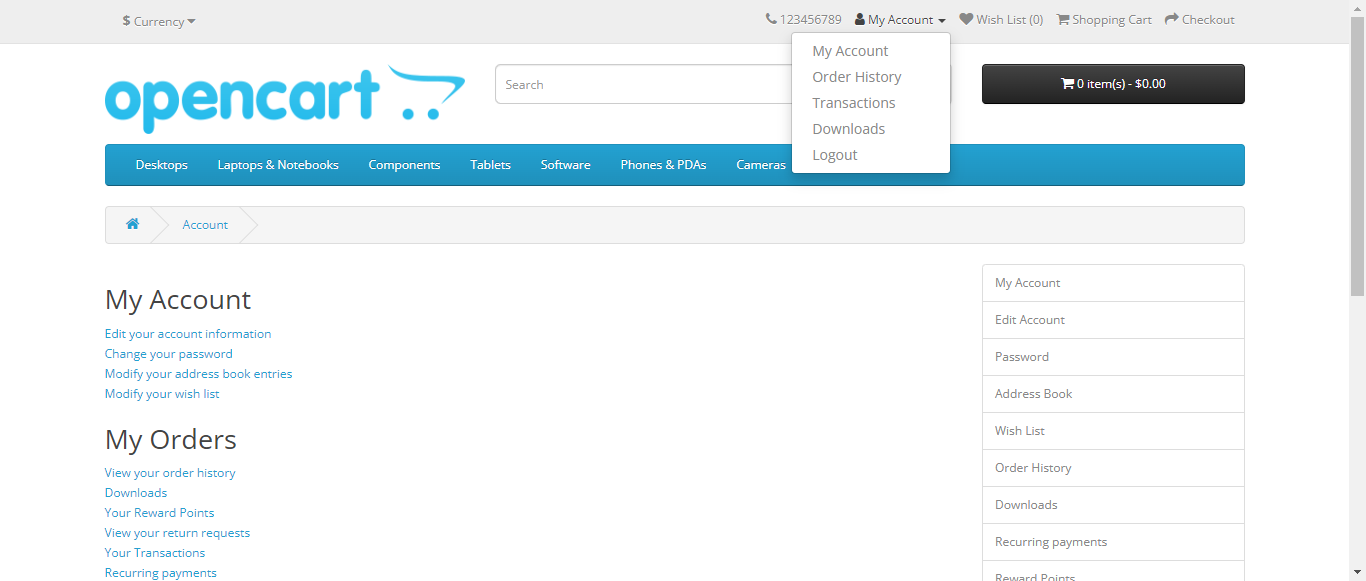 $ Currency
123456789
My Account
Wish List (0)
Shopping Cart
Checkout
My Account
Order History
Transactions
Downloads
Logout
opencart
Search
0 item(s) - $0.00
Desktops
Laptops & Notebooks
Components
Tablets
Software
Phones & PDAs
Cameras
Account
My Account
Edit your account information
Change your password
Modify your address book entries
Modify your wish list
My Orders
View your order history
Downloads
Your Reward Points
View your return requests
Your Transactions
Recurring payments
My Account
Edit Account
Password
Address Book
Wish List
Order History
Downloads
Recurring payments
Reward Points